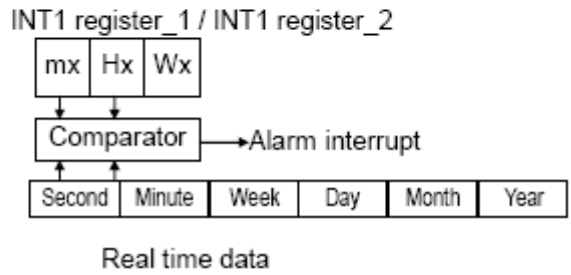 INT1 register_1 / INT1 register_2
mx Hx Wx
Comparator
Alarm interrupt
Second Minute Week Day Month Year
Real time data